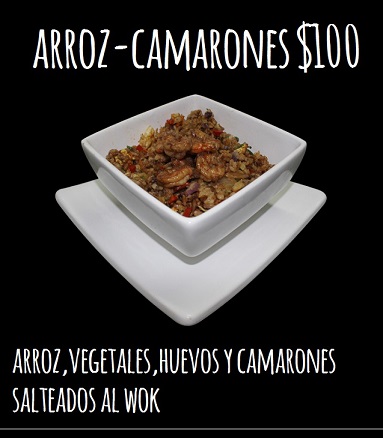 ARROZ-CAMARONES $100
ARROZ,VEGETALES,HUEVOS Y CAMARONES
SALTEADOS AL WOK